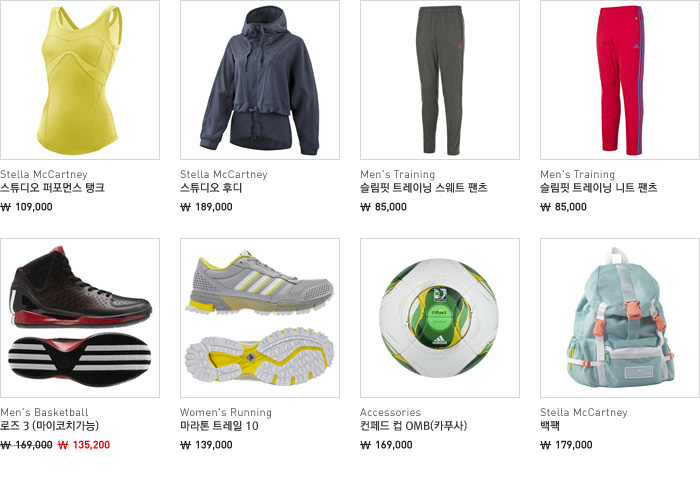 Stella McCartney
스튜디오 퍼포먼스 탱크
₩ 109,000
Stella McCartney
스튜디오 후디
₩ 189,000
Men's Training
슬림핏 트레이닝 스웨트 팬츠
₩ 85,000
Men's Training
슬림핏 트레이닝 니트 팬츠
₩ 85,000
Men's Basketball
로즈 3 (마이코치가능)
₩ 169,000 ₩ 135,200
Women's Running
마라톤 트레일 10
₩ 139,000
cafusa
adidas
Accessories
컨페드 컵 OMB(카푸사)
₩ 169,000
Stella McCartney
백팩
₩ 179,000